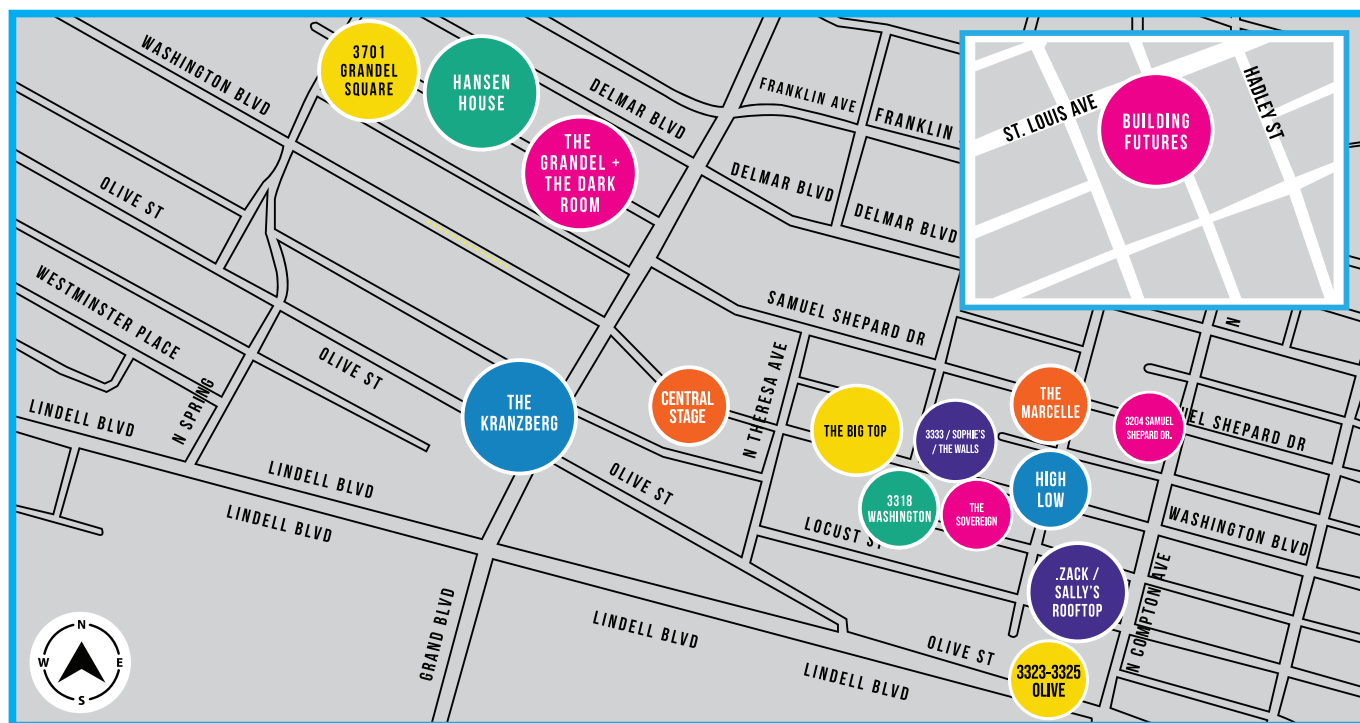 WASHINGTON BLVD
3701
GRANDEL
SQUARE
HANSEN
HOUSE
THE
GRANDEL +
THE DARK
ROOM
DELMAR BLVD
FRANKLIN AVE
FRANKLIN
DELMAR BLVD
DELMAR BLVD
ST. LOUIS AVE
HADLEY ST
BUILDING
FUTURES
OLIVE ST
WESTMINSTER PLACE
OLIVE ST
LINDELL BLVD
N SPRING
SAMUEL SHEPARD DR
N
THE
KRANZBERG
CENTRAL
STAGE
N THERESA AVE
THE BIG TOP
3333 / SOPHIE'S
/ THE WALLS
THE
MARCELLE
3204 SAMUEL
SHEPARD DR.
UEL SHEPARD DR
LINDELL BLVD
LINDELL BLVD
OLIVE ST
3318
WASHINGTON
THE
SOVEREIGN
HIGH
LOW
LOCUST ST
WASHINGTON BLVD
.ZACK /
SALLY'S
ROOFTOP
N COMPTON AVE
GRAND BLVD
LINDELL BLVD
OLIVE ST
LINDELL BLVD
3323-3325
OLIVE
N
W E
S